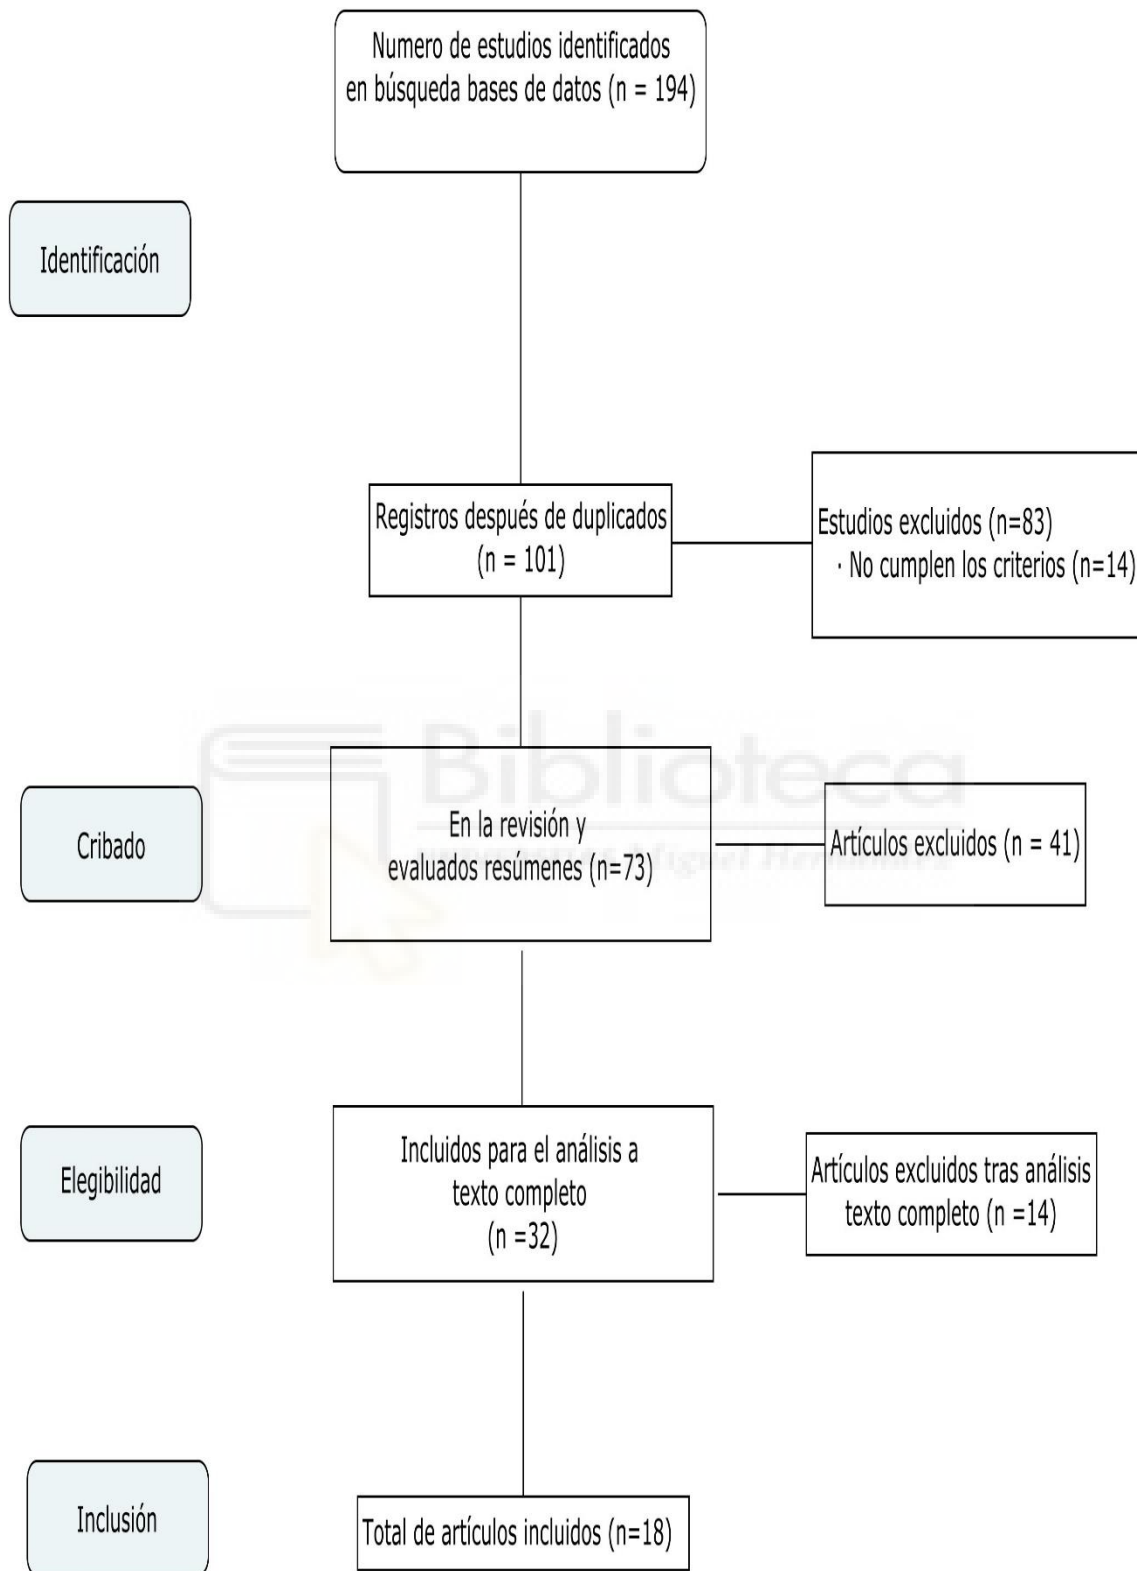 Numero de estudios identificados
en búsqueda bases de datos (n = 194)
Identificación
Registros después de duplicados
(n = 101)
Estudios excluidos (n=83)
· No cumplen los criterios (n=14)
Biblioteca
Miguel Hernández
En la revisión y
evaluados resúmenes (n=73)
Cribado
Artículos excluidos (n = 41)
Incluidos para el análisis a
texto completo
(n =32)
Elegibilidad
Artículos excluidos tras análisis
texto completo (n =14)
Inclusión
Total de artículos incluidos (n=18)